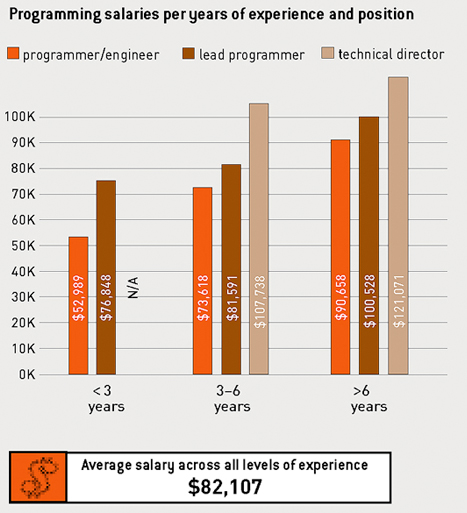 Programming salaries per years of experience and position
programmer/engineer lead programmer technical director
100K
90K
80K
70K
60K
50K
40K
30K
20K
10K
0K
$52,989
$76,848
N/A
$73,618
$81,591
$107,738
$90,658
$100,528
$121,071
<3 3–6 >6
years years years
Average salary across all levels of experience
$82,107